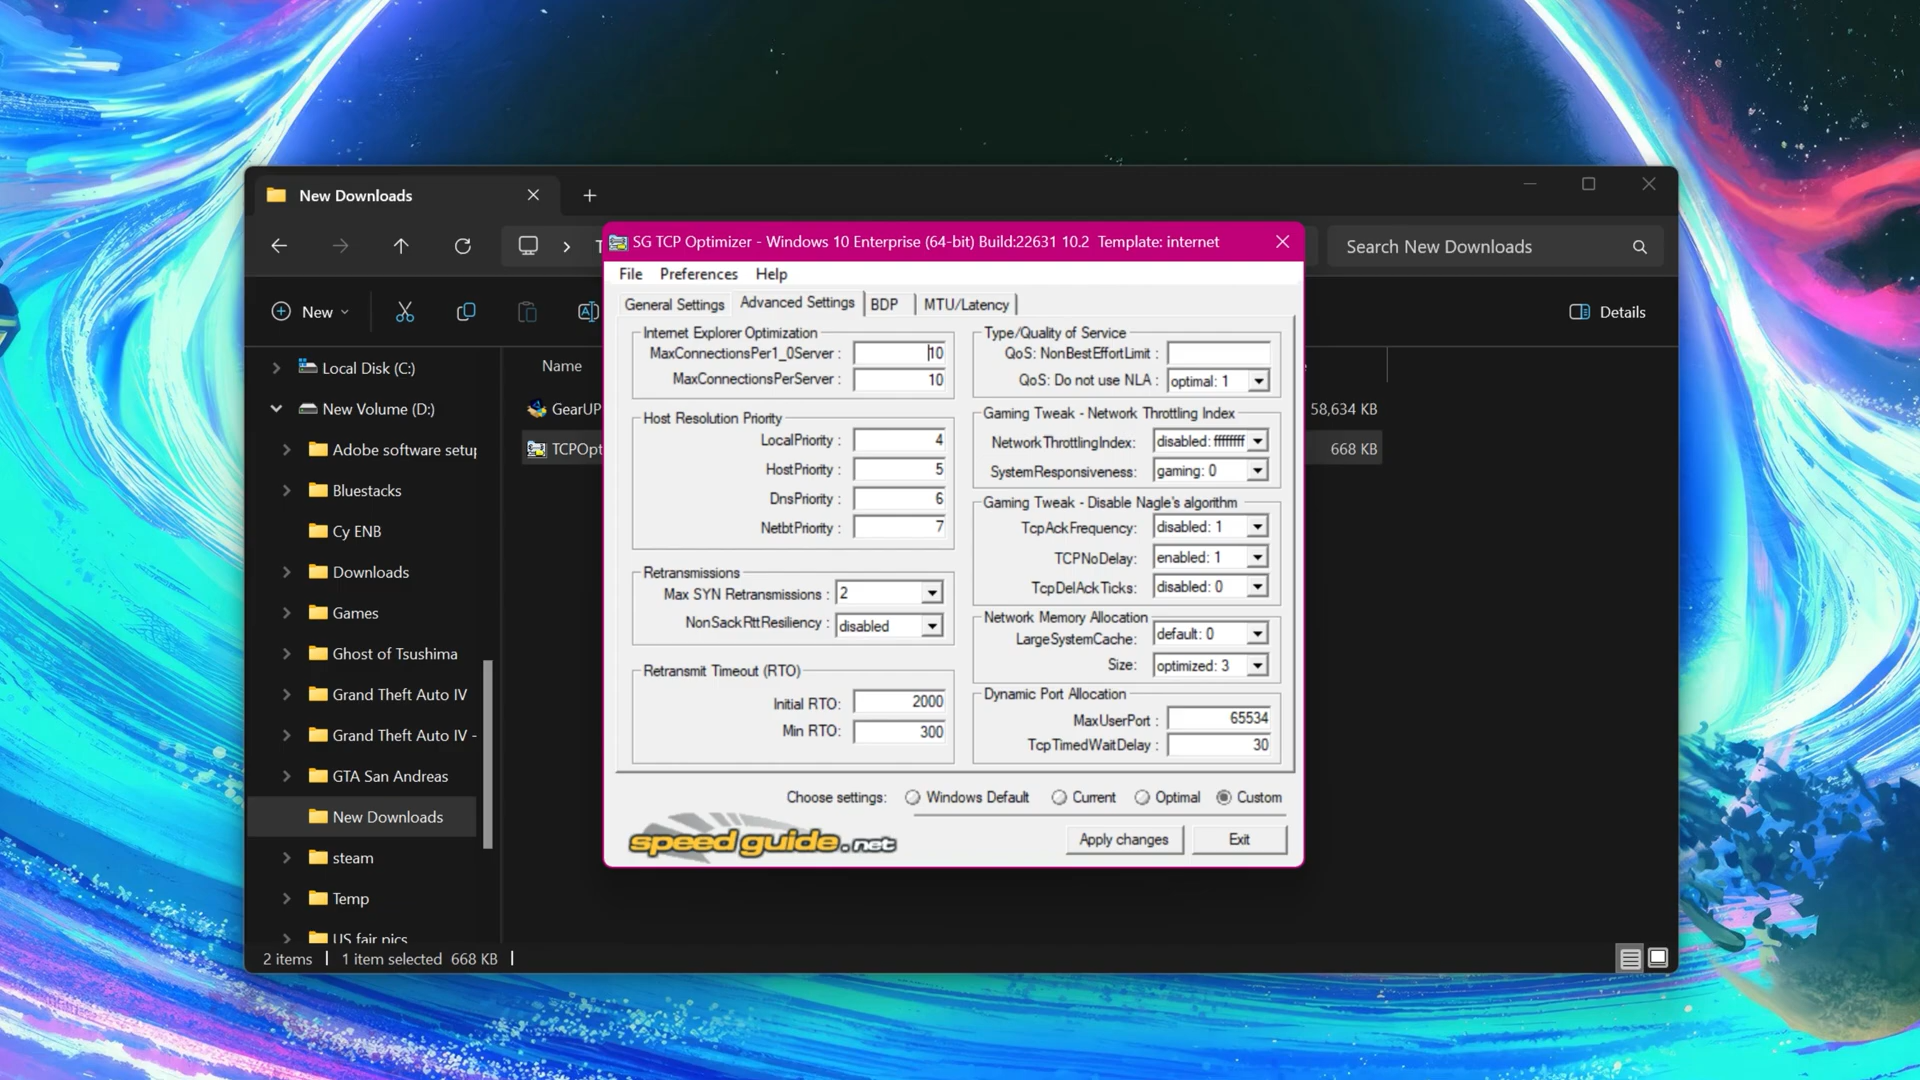 New Downloads
Search New Downloads
New
Details
Local Disk (C:)
New Volume (D:)
Adobe software setup
Bluestacks
Cy ENB
Downloads
Games
Ghost of Tsushima
Grand Theft Auto IV
Grand Theft Auto IV -
GTA San Andreas
New Downloads
steam
Temp
US fair pics
Name
GearUP
58,634 KB
TCPOpt
668 KB
2 items
1 item selected 668 KB
SG TCP Optimizer - Windows 10 Enterprise (64-bit) Build:22631 10.2 Template: internet
File Preferences Help
General Settings Advanced Settings BDP MTU/Latency
Internet Explorer Optimization
MaxConnectionsPer1_0Server : 10
MaxConnectionsPerServer : 10
Host Resolution Priority
LocalPriority : 4
HostPriority : 5
DnsPriority : 6
NetbtPriority : 7
Retransmissions
Max SYN Retransmissions : 2
NonSackRttResiliency : disabled
Retransmit Timeout (RTO)
Initial RTO: 2000
Min RTO: 300
Type/Quality of Service
QoS: NonBestEffortLimit :
QoS: Do not use NLA : optimal: 1
Gaming Tweak - Network Throttling Index
NetworkThrottlingIndex: disabled: ffffffff
SystemResponsiveness: gaming: 0
Gaming Tweak - Disable Nagle's algorithm
TcpAckFrequency: disabled: 1
TCPNoDelay: enabled: 1
TcpDelAckTicks: disabled: 0
Network Memory Allocation
LargeSystemCache: default: 0
Size: optimized: 3
Dynamic Port Allocation
MaxUserPort : 65534
TcpTimedWaitDelay : 30
Choose settings: Windows Default Current Optimal Custom
speedguide.net
Apply changes Exit